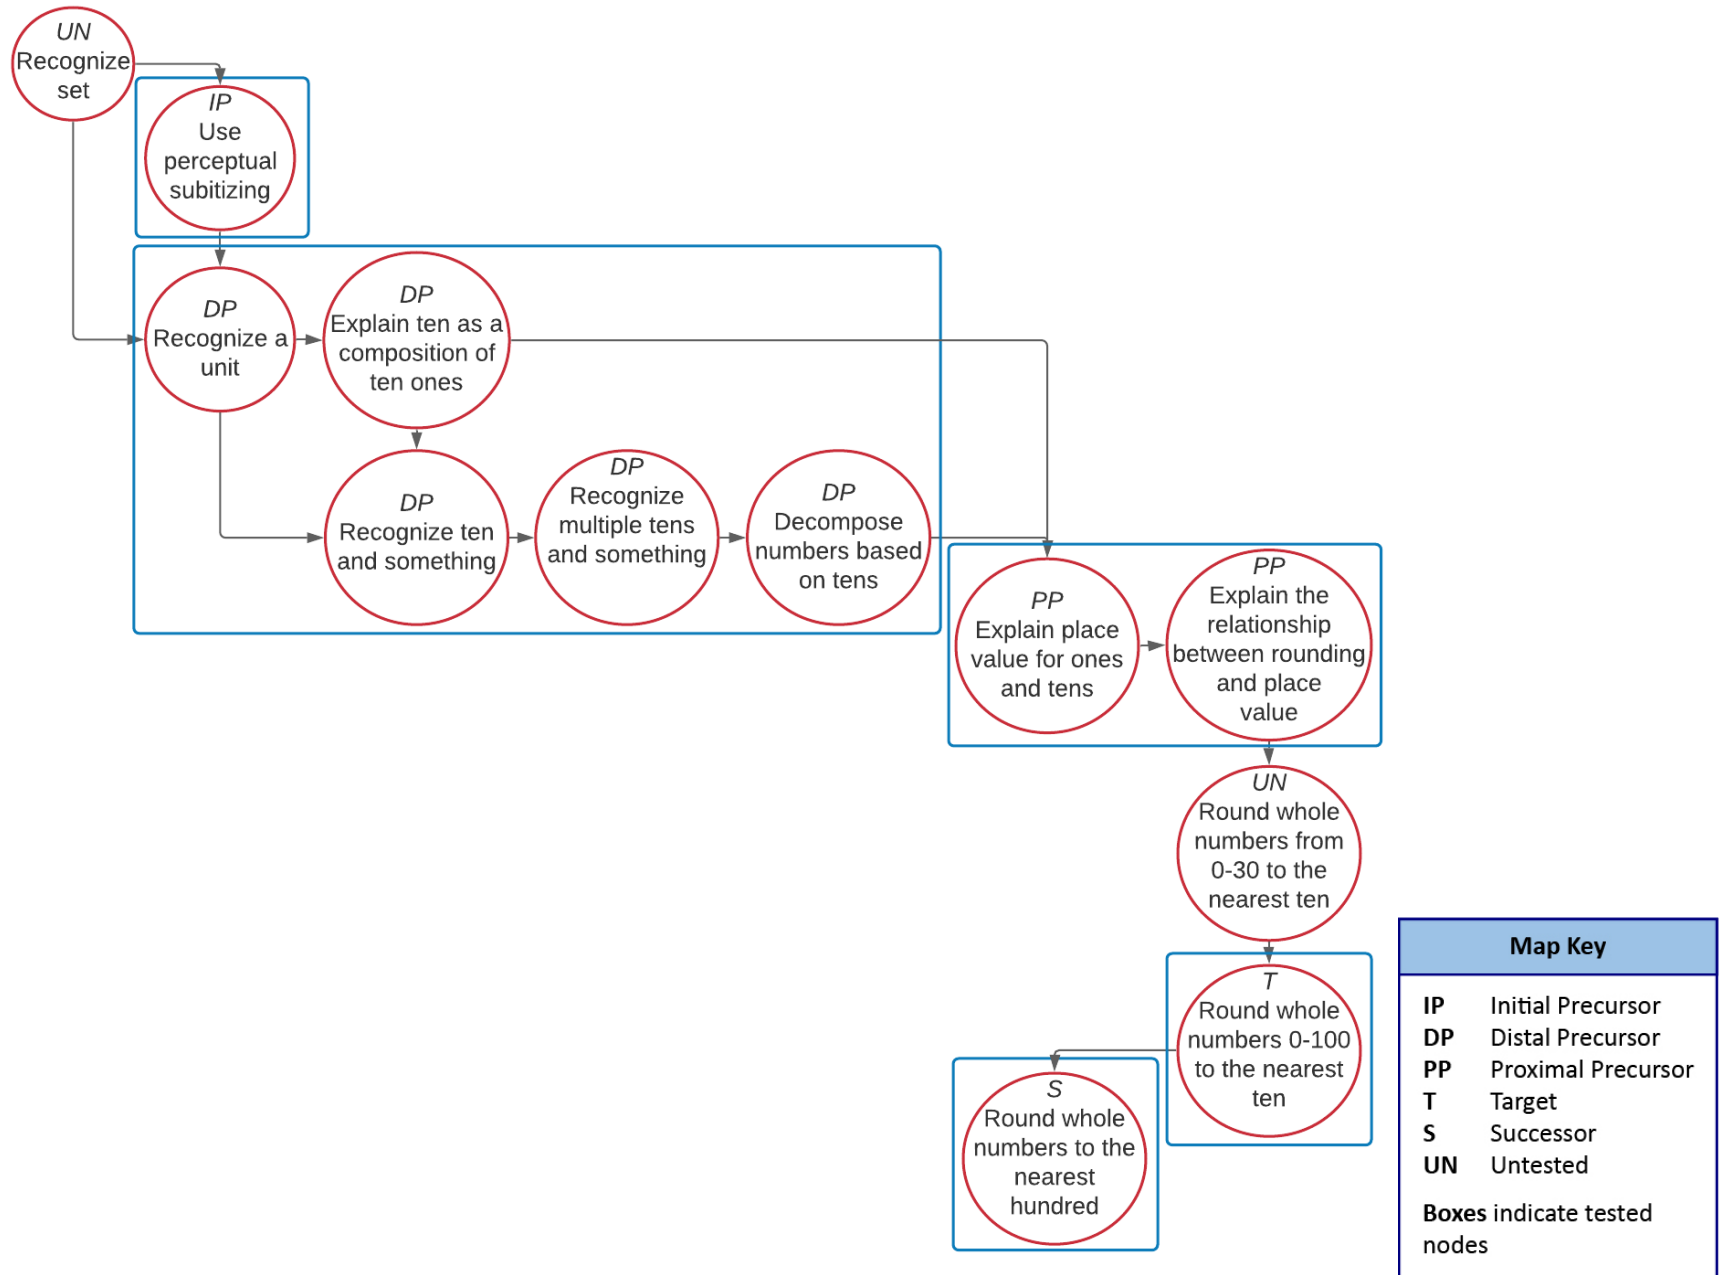 UN
Recognize
set
IP
Use
perceptual
subitizing
DP
Recognize a
unit
DP
Explain ten as a
composition of
ten ones
DP
Recognize ten
and something
DP
Recognize
multiple tens
and something
DP
Decompose
numbers based
on tens
PP
Explain place
value for ones
and tens
PP
Explain the
relationship
between rounding
and place
value
UN
Round whole
numbers from
0-30 to the
nearest ten
T
Round whole
numbers 0-100
to the nearest
ten
S
Round whole
numbers to the
nearest
hundred
Map Key
IP Initial Precursor
DP Distal Precursor
PP Proximal Precursor
T Target
S Successor
UN Untested
Boxes indicate tested
nodes